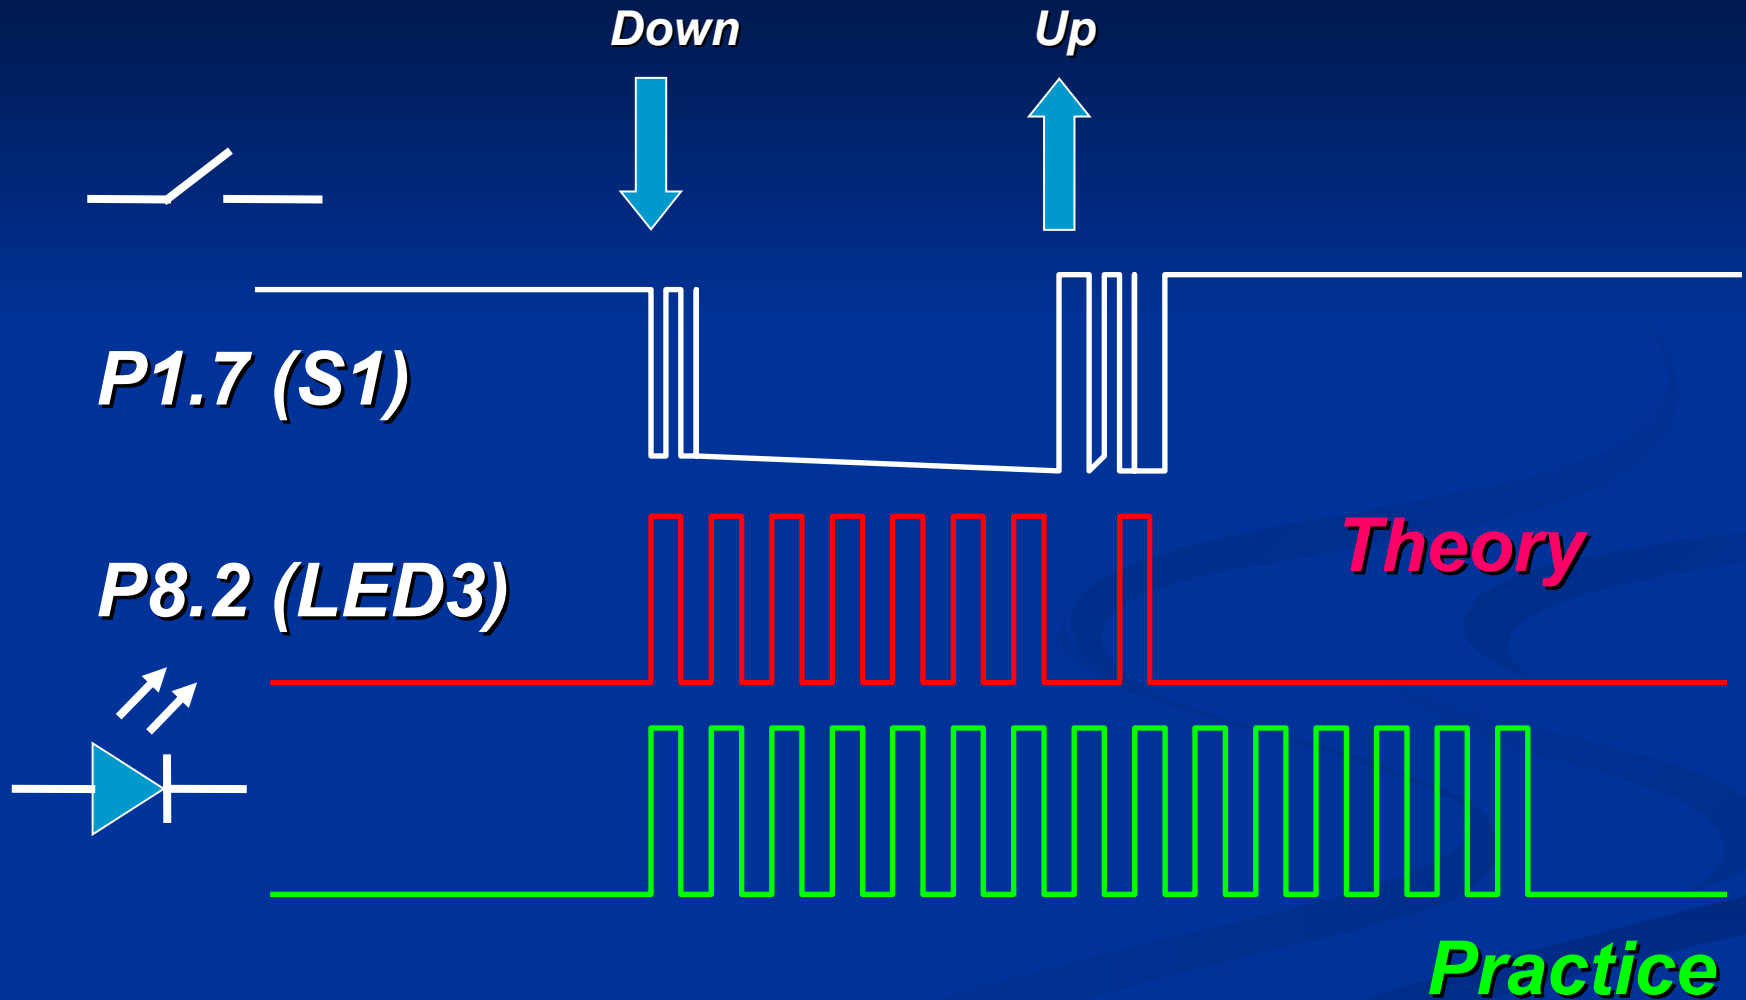 Down
Up
P1.7 (S1)
Theory
P8.2 (LED3)
Practice